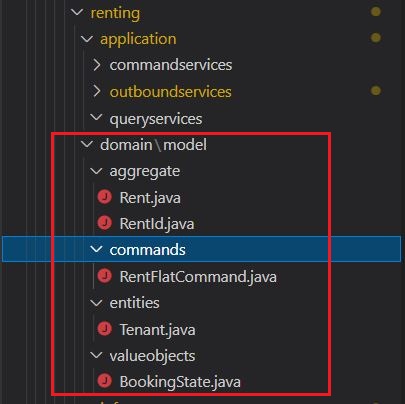 renting
application
commandservices
outboundservices
queryservices
domain\model
aggregate
J Rent.java
J RentId.java
commands
J RentFlatCommand.java
entities
J Tenant.java
valueobjects
J BookingState.java